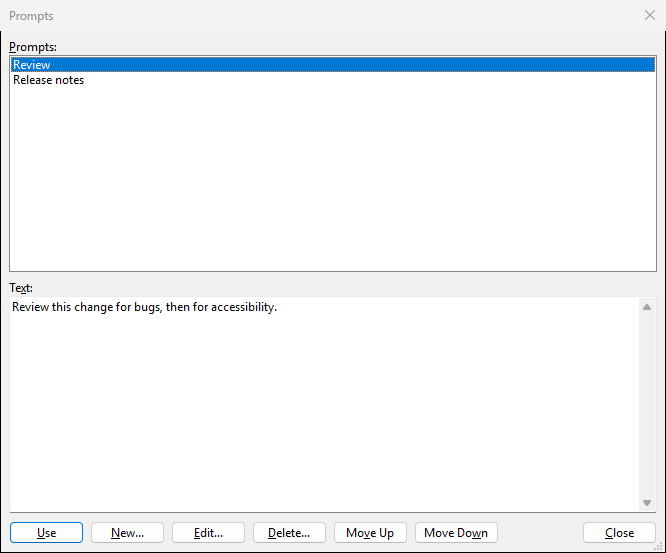 Prompts
Prompts:
Review
Release notes
Text:
Review this change for bugs, then for accessibility.
Use New... Edit... Delete... Move Up Move Down Close